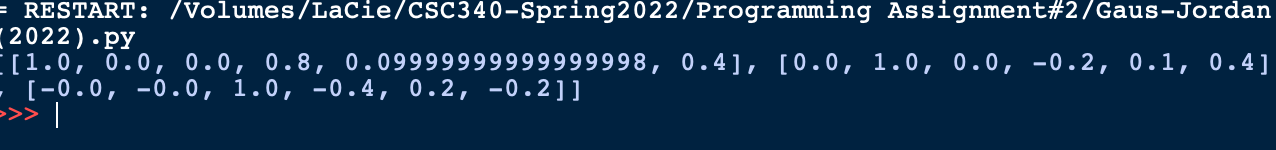 = RESTART: /Volumes/LaCie/CSC340-Spring2022/Programming Assignment#2/Gaus-Jordan
(2022).py
[[1.0, 0.0, 0.0, 0.8, 0.09999999999999998, 0.4], [0.0, 1.0, 0.0, -0.2, 0.1, 0.4]
, [-0.0, -0.0, 1.0, -0.4, 0.2, -0.2]]
>>>